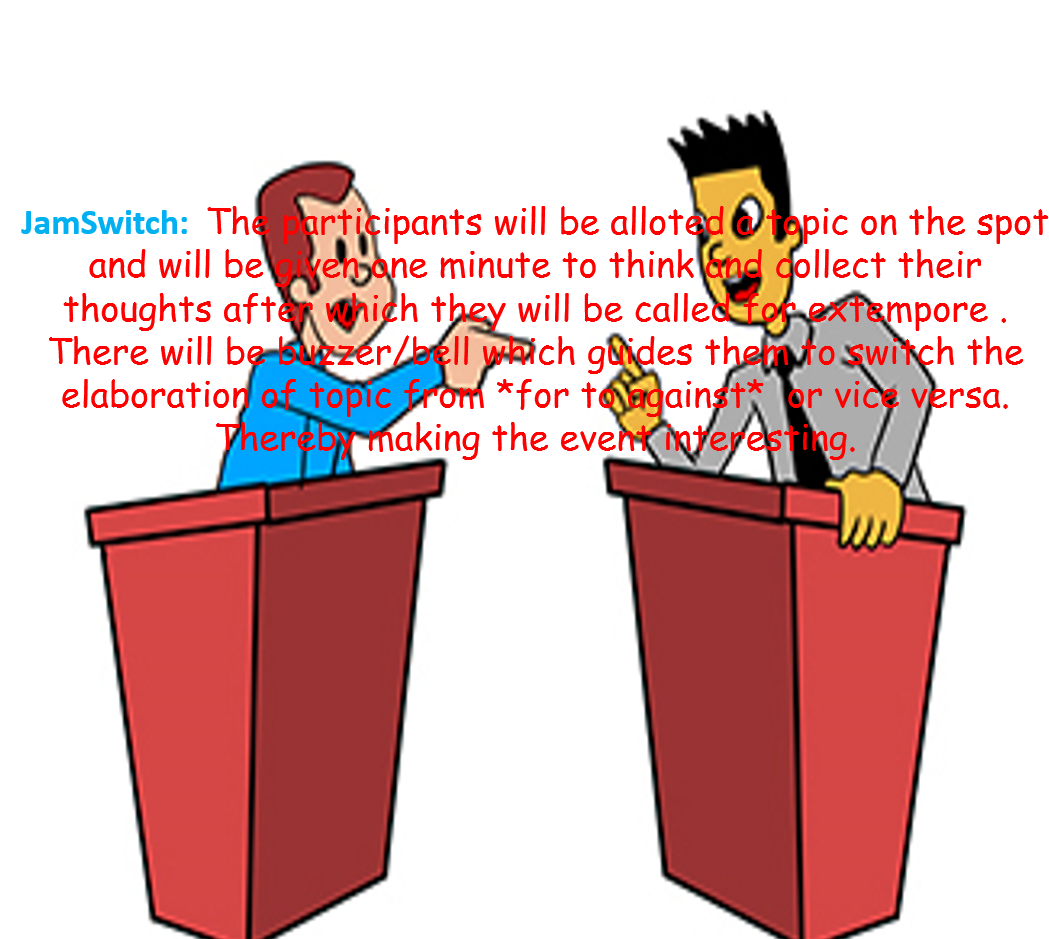 JamSwitch: The participants will be alloted a topic on the spot
and will be given one minute to think and collect their
thoughts after which they will be called for extempore .
There will be buzzer/bell which guides them to switch the
elaboration of topic from *for to against* or vice versa.
Thereby making the event interesting.